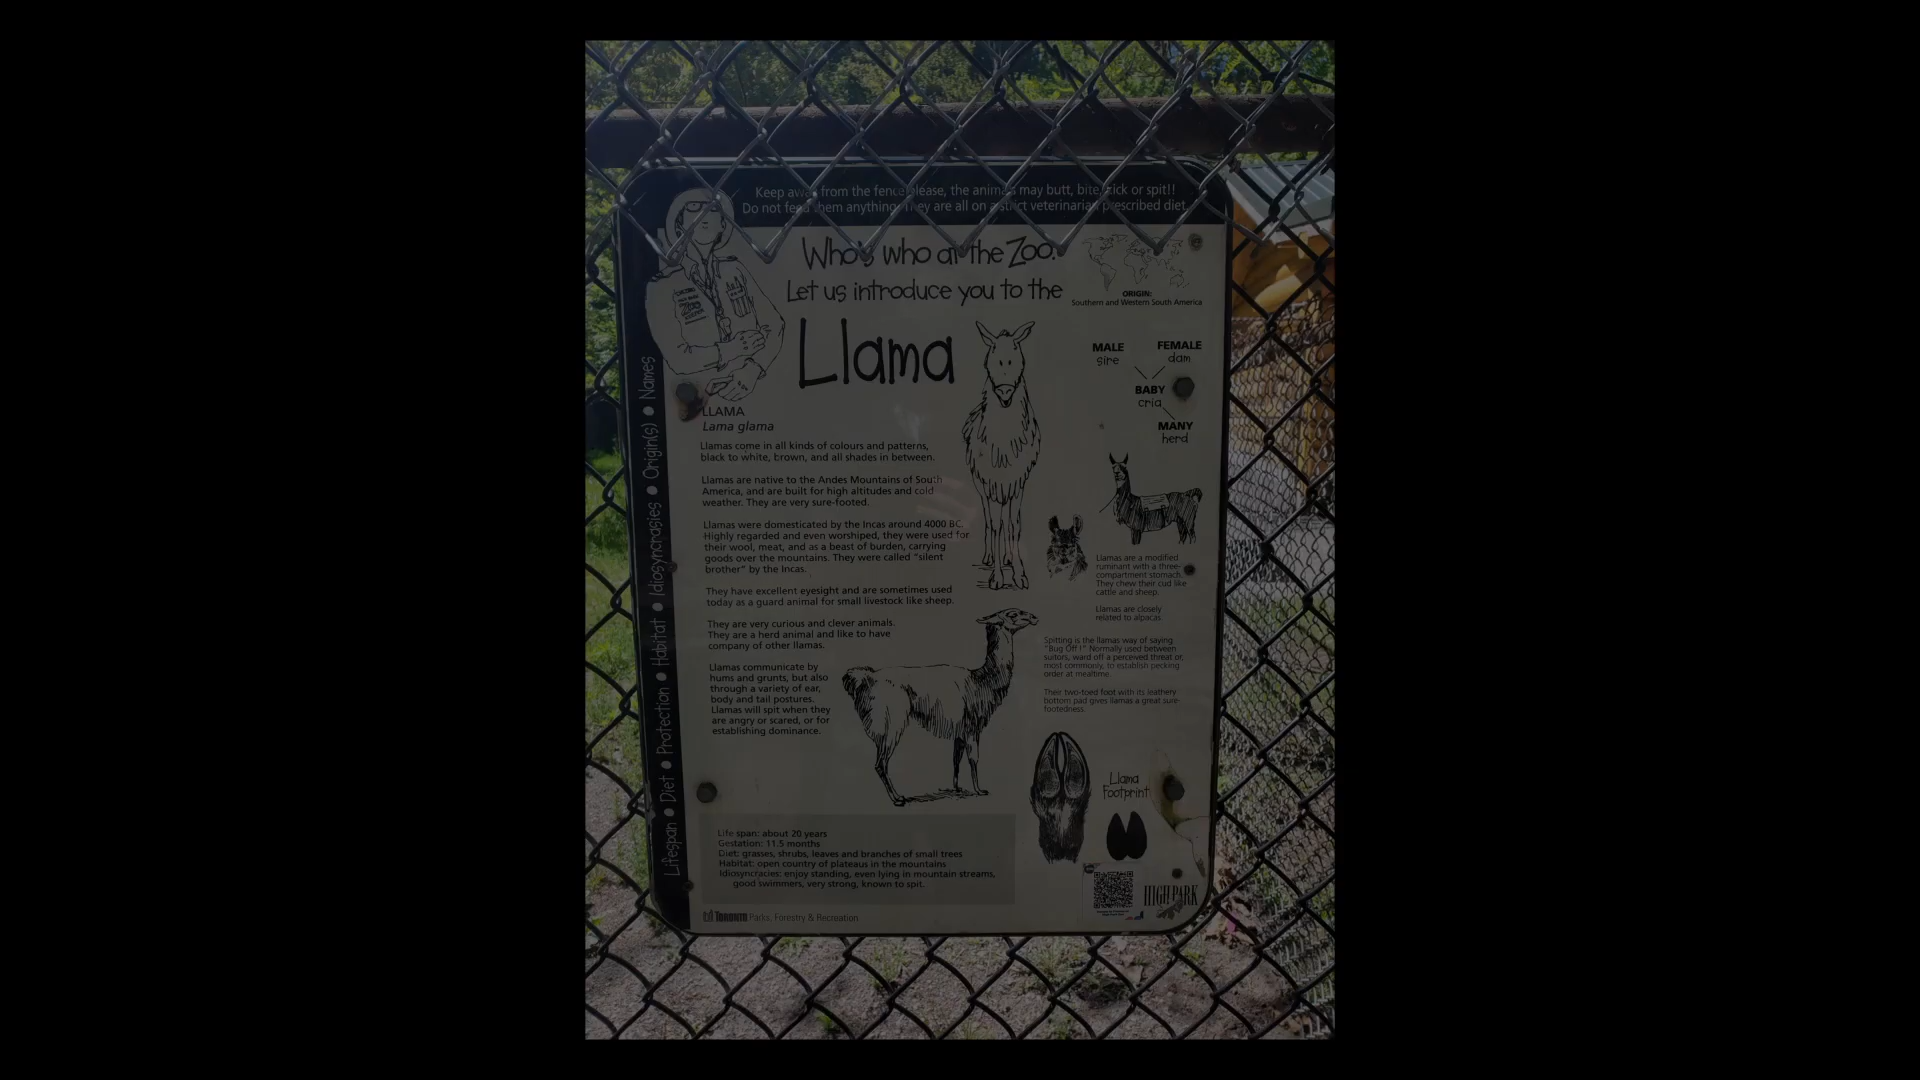 Keep away from the fence please, the animals may butt, bite, kick or spit!!
Do not feed them anything. They are all on a strict veterinarian prescribed diet.
Who's who at the Zoo.
Let us introduce you to the
Llama
ORIGIN:
Southern and Western South America
MALE
sire
FEMALE
dam
BABY
cria
MANY
herd
LLAMA
Lama glama
Llamas come in all kinds of colours and patterns,
black to white, brown, and all shades in between.
Llamas are native to the Andes Mountains of South
America, and are built for high altitudes and cold
weather. They are very sure-footed.
Llamas were domesticated by the Incas around 4000 BC.
Highly regarded and even worshiped, they were used for
their wool, meat, and as a beast of burden, carrying
goods over the mountains. They were called "silent
brother" by the Incas.
They have excellent eyesight and are sometimes used
today as a guard animal for small livestock like sheep.
They are very curious and clever animals.
They are a herd animal and like to have
company of other llamas.
Llamas communicate by
hums and grunts, but also
through a variety of ear,
body and tail postures.
Llamas will spit when they
are angry or scared, or for
establishing dominance.
Llamas are a modified
ruminant with a three-
compartment stomach.
They chew their cud like
cattle and sheep.
Llamas are closely
related to alpacas.
Spitting is the llamas way of saying
"Bug Off!" Normally used between
suitors, ward off a perceived threat or,
most commonly, to establish pecking
order at mealtime.
Their two-toed foot with its leathery
bottom pad gives llamas a great sure-
footedness.
Llama
Footprint
Life span: about 20 years
Gestation: 11.5 months
Diet: grasses, shrubs, leaves and branches of small trees
Habitat: open country of plateaus in the mountains
Idiosyncracies: enjoy standing, even lying in mountain streams,
good swimmers, very strong, known to spit.
TORONTO Parks, Forestry & Recreation
HIGH PARK
Lifespan • Diet • Protection • Habitat • Idiosyncrasies • Origin(s) • Names